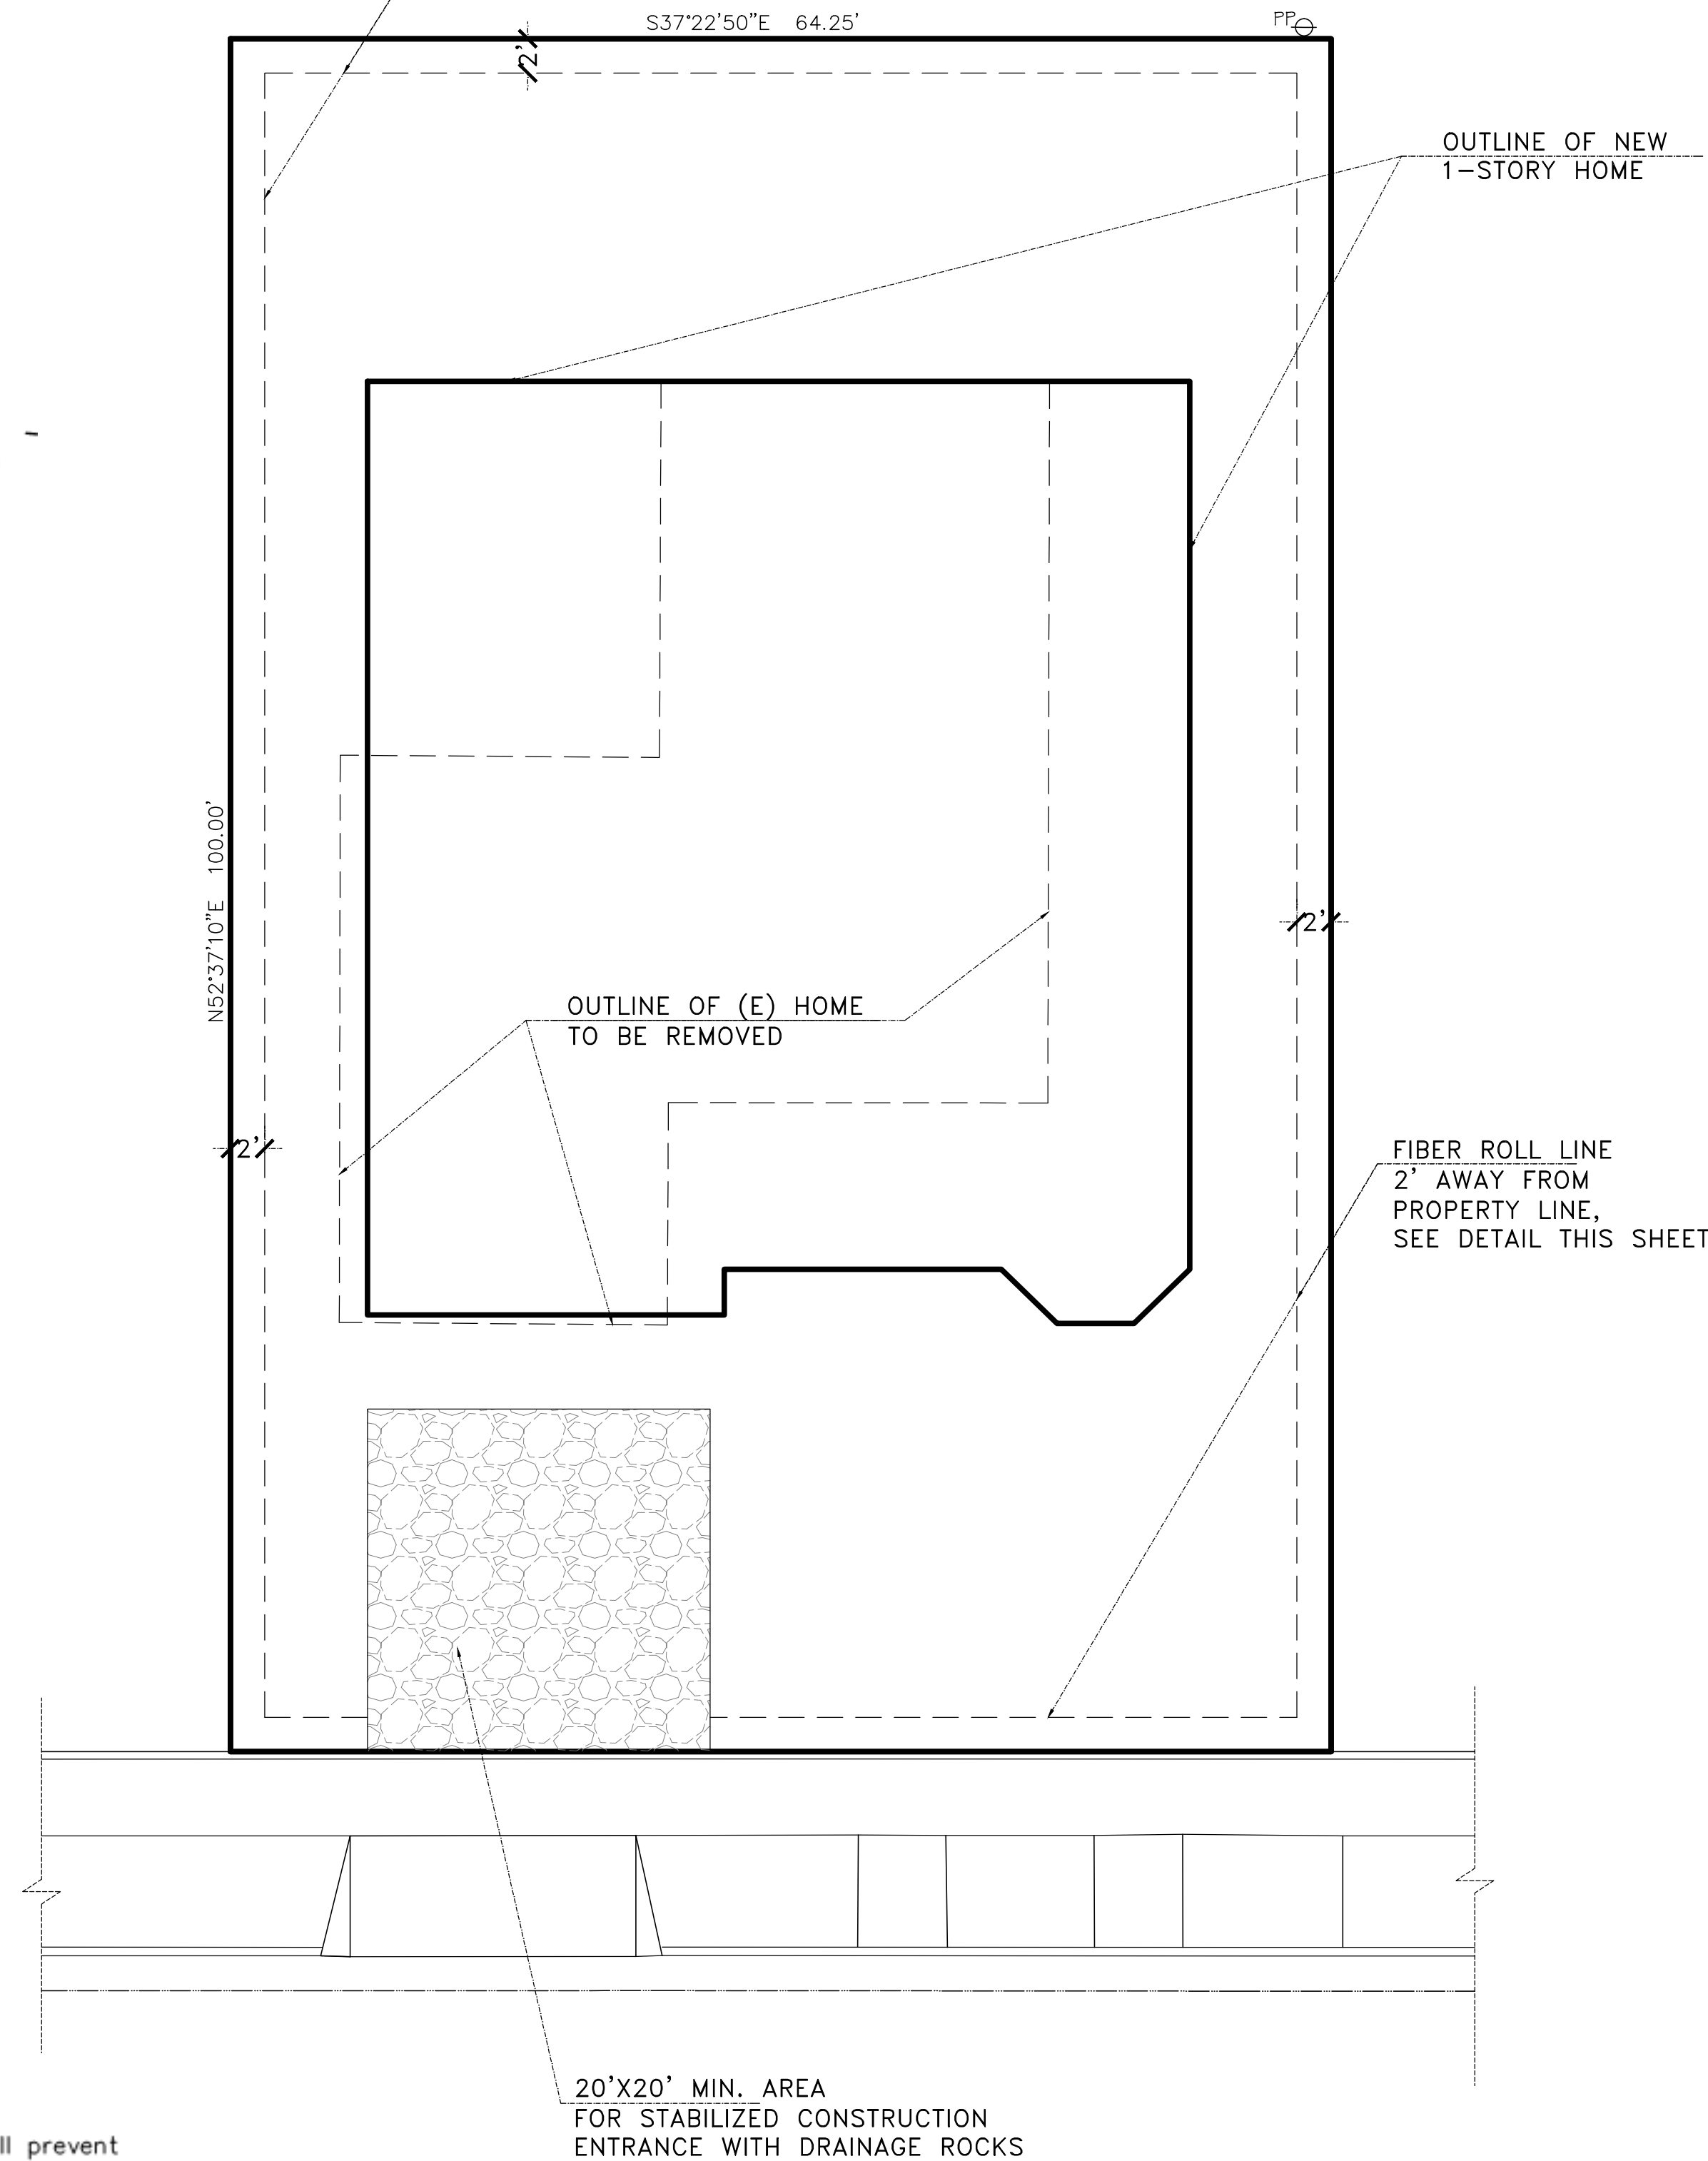 S37°22'50"E 64.25'
PP
2'
OUTLINE OF NEW
1-STORY HOME
N52°37'10"E 100.00'
2'
OUTLINE OF (E) HOME
TO BE REMOVED
2'
FIBER ROLL LINE
2' AWAY FROM
PROPERTY LINE,
SEE DETAIL THIS SHEET
20'X20' MIN. AREA
FOR STABILIZED CONSTRUCTION
ENTRANCE WITH DRAINAGE ROCKS
ll prevent